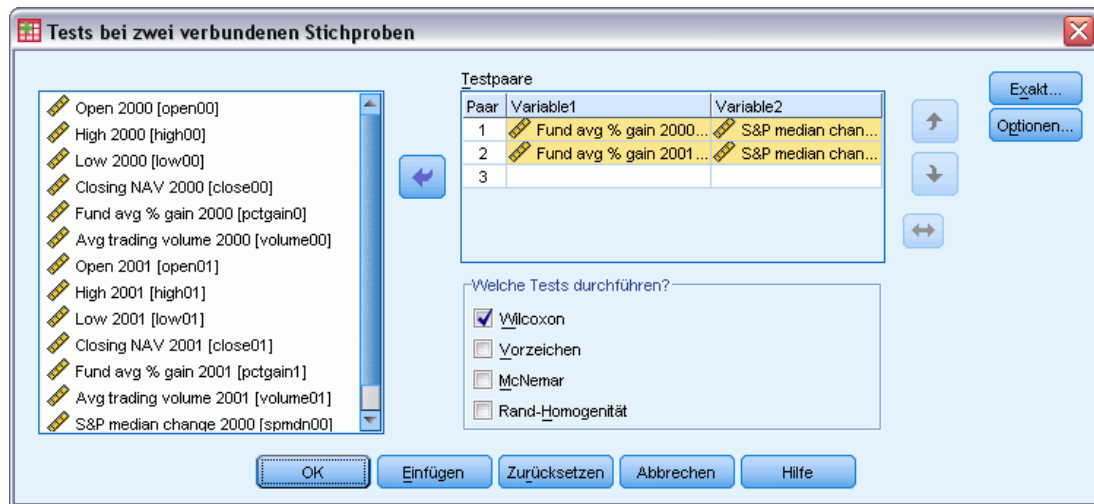 Tests bei zwei verbundenen Stichproben
Open 2000 [open00]
High 2000 [high00]
Low 2000 [low00]
Closing NAV 2000 [close00]
Fund avg % gain 2000 [pctgain0]
Avg trading volume 2000 [volume00]
Open 2001 [open01]
High 2001 [high01]
Low 2001 [low01]
Closing NAV 2001 [close01]
Fund avg % gain 2001 [pctgain1]
Avg trading volume 2001 [volume01]
S&P median change 2000 [spmdn00]
Testpaare
Paar Variable1 Variable2
1 Fund avg % gain 2000... S&P median chan...
2 Fund avg % gain 2001... S&P median chan...
3
Exakt...
Optionen...
Welche Tests durchführen?
Wilcoxon
Vorzeichen
McNemar
Rand-Homogenität
OK Einfügen Zurücksetzen Abbrechen Hilfe